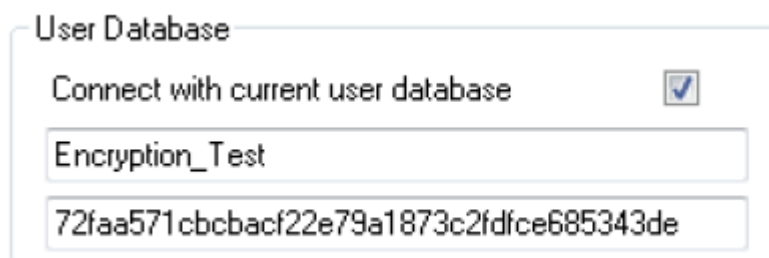 User Database
Connect with current user database
Encryption_Test
72faa571cbcbacf22e79a1873c2fdfce685343de